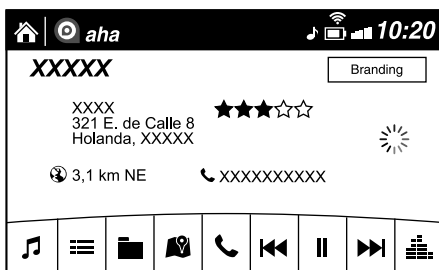 aha 10:20
XXXXX
Branding
XXXX
321 E. de Calle 8
Holanda, XXXXX
3,1 km NE
XXXXXXXXXX